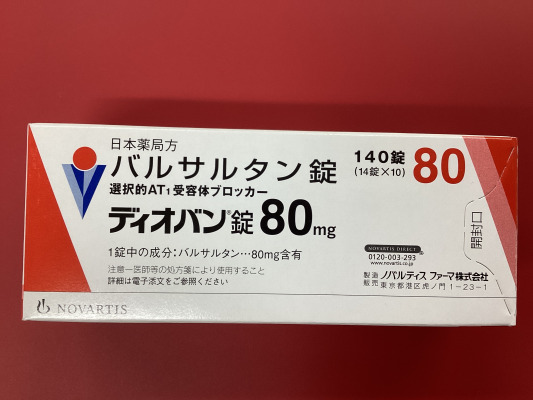 日本薬局方
バルサルタン錠
選択的AT₁受容体ブロッカー
ディオバン®錠80mg
1錠中の成分：バルサルタン…80mg含有
注意－医師等の処方箋により使用すること
詳細は電子添文をご参照ください
NOVARTIS
140錠
(14錠×10)
80
開封口
NOVARTIS DIRECT
0120-003-293
www.novartis.co.jp
製造 ノバルティス ファーマ株式会社
販売 東京都港区虎ノ門1－23－1